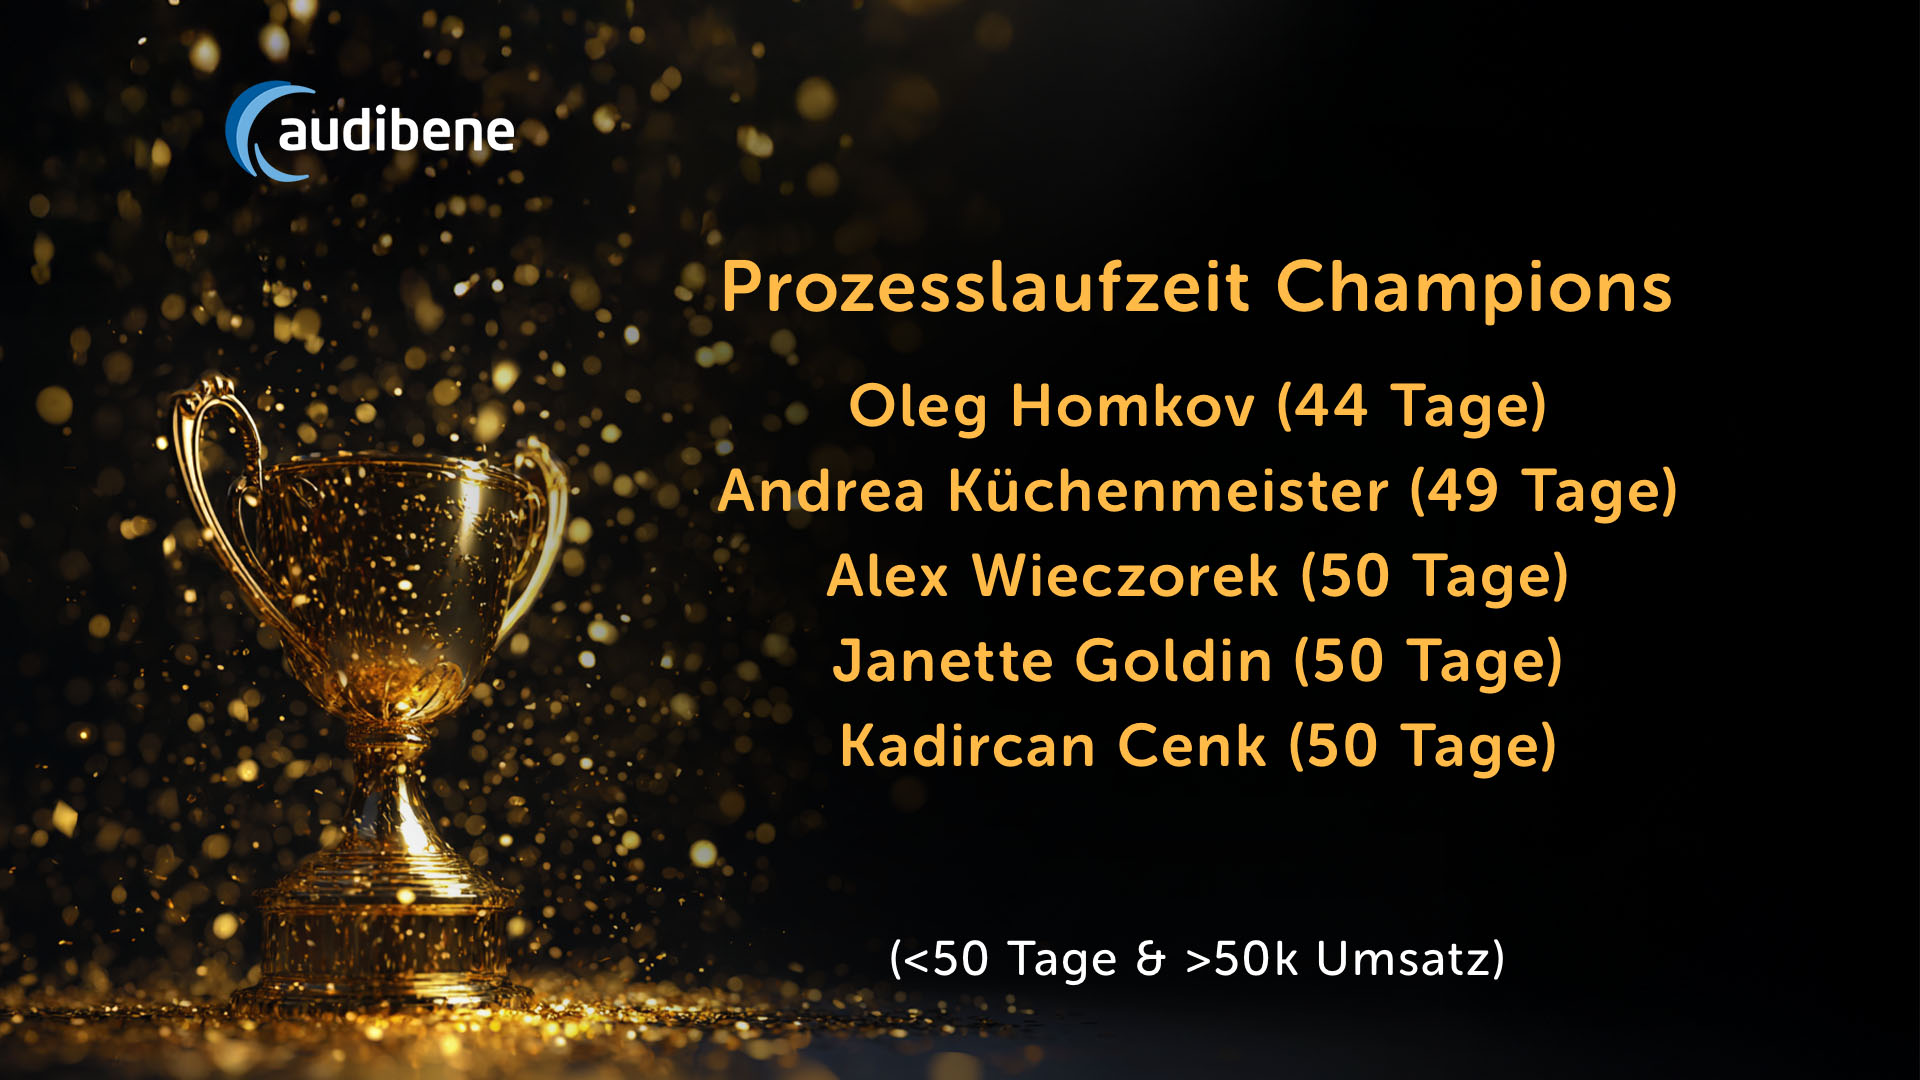 audibene
Prozesslaufzeit Champions
Oleg Homkov (44 Tage)
Andrea Küchenmeister (49 Tage)
Alex Wieczorek (50 Tage)
Janette Goldin (50 Tage)
Kadircan Cenk (50 Tage)
(<50 Tage & >50k Umsatz)